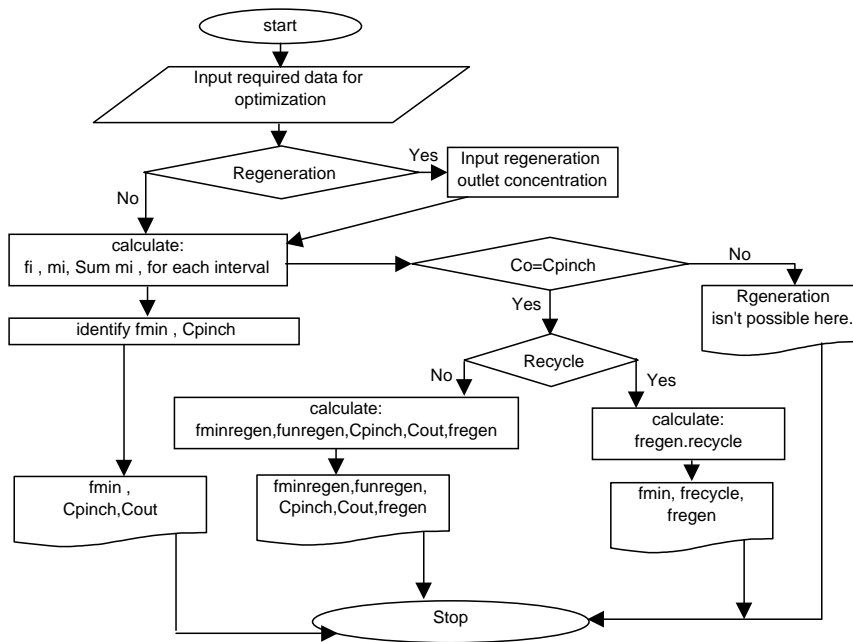 start
Input required data for
optimization
Regeneration
Yes
Input regeneration
outlet concentration
No
calculate:
fi , mi, Sum mi , for each interval
Co=Cpinch
No
Yes
Rgeneration
isn't possible here.
identify fmin , Cpinch
Recycle
No
Yes
calculate:
fminregen,funregen,Cpinch,Cout,fregen
calculate:
fregen.recycle
fmin ,
Cpinch,Cout
fminregen,funregen,
Cpinch,Cout,fregen
fmin, frecycle,
fregen
Stop